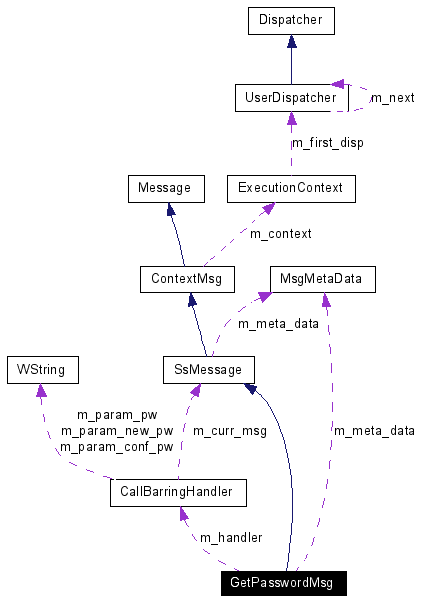 Dispatcher
UserDispatcher
m_next
m_first_disp
Message
ExecutionContext
m_context
ContextMsg
MsgMetaData
m_meta_data
WString
SsMessage
m_param_pw
m_param_new_pw
m_param_conf_pw
m_curr_msg
m_meta_data
CallBarringHandler
m_handler
GetPasswordMsg